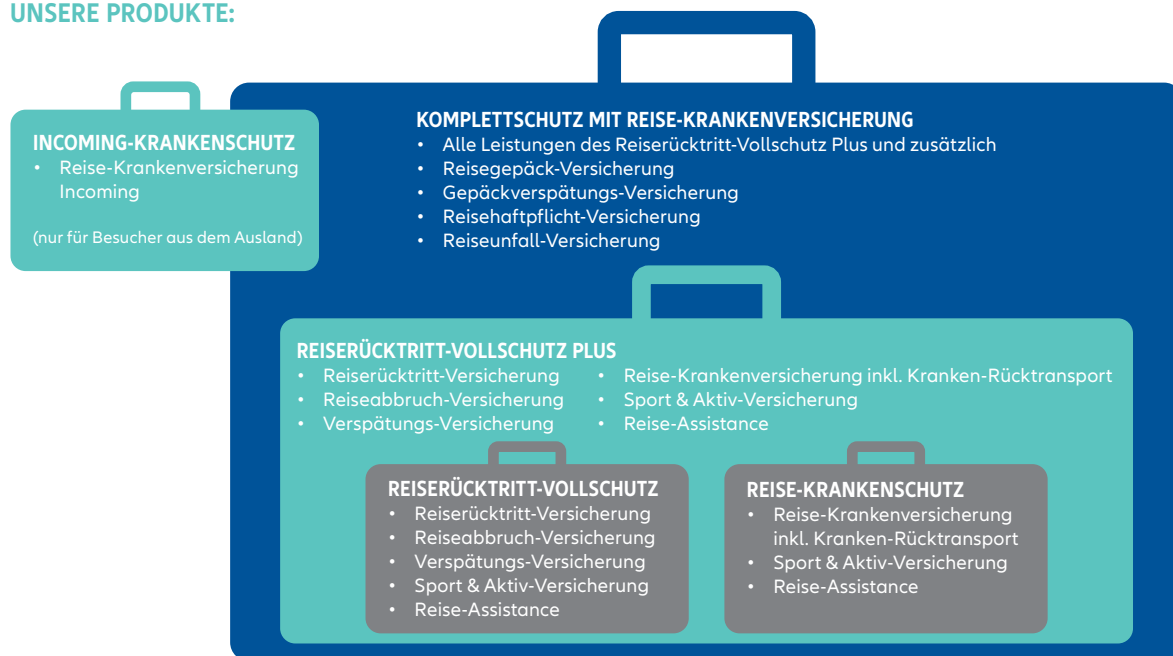 UNSERE PRODUKTE:
INCOMING-KRANKENSCHUTZ
• Reise-Krankenversicherung
Incoming
(nur für Besucher aus dem Ausland)
KOMPLETTSCHUTZ MIT REISE-KRANKENVERSICHERUNG
• Alle Leistungen des Reiserücktritt-Vollschutz Plus und zusätzlich
• Reisegepäck-Versicherung
• Gepäckverspätungs-Versicherung
• Reisehaftpflicht-Versicherung
• Reiseunfall-Versicherung
REISERÜCKTRITT-VOLLSCHUTZ PLUS
• Reiserücktritt-Versicherung
• Reiseabbruch-Versicherung
• Verspätungs-Versicherung
• Reise-Krankenversicherung inkl. Kranken-Rücktransport
• Sport & Aktiv-Versicherung
• Reise-Assistance
REISERÜCKTRITT-VOLLSCHUTZ
• Reiserücktritt-Versicherung
• Reiseabbruch-Versicherung
• Verspätungs-Versicherung
• Sport & Aktiv-Versicherung
• Reise-Assistance
REISE-KRANKENSCHUTZ
• Reise-Krankenversicherung
inkl. Kranken-Rücktransport
• Sport & Aktiv-Versicherung
• Reise-Assistance